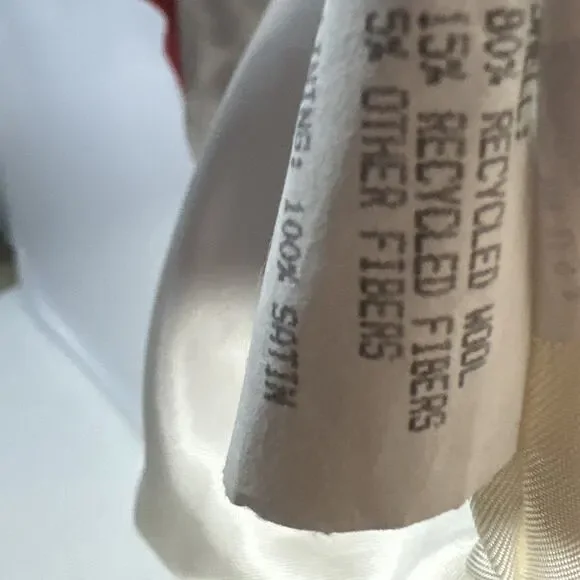 80% RECYCLED WOOL
15% RECYCLED FIBERS
5% OTHER FIBERS
100% SATIN